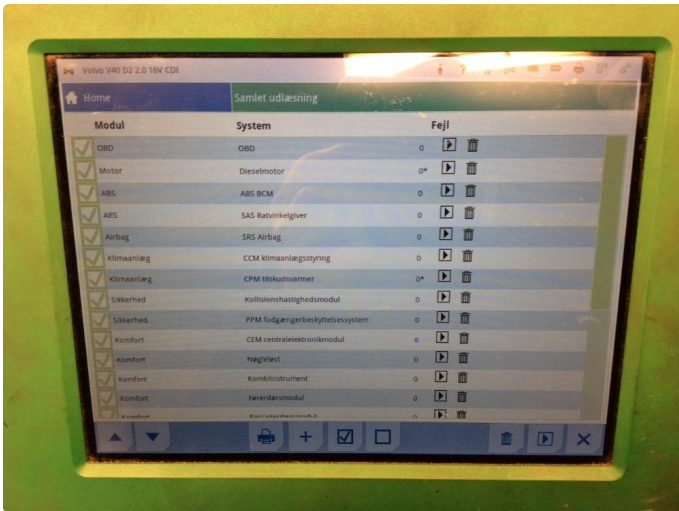 Volvo V40 D2 2.0 16V CDI
Home Samlet udlæsning
Modul System Fejl
OBD OBD 0
Motor Dieselmotor 0*
ABS ABS BCM 0
ABS SAS Ratvinkelgiver 0
Airbag SRS Airbag 0
Klimaanlæg CCM klimaanlægsstyring 0
Klimaanlæg CPM tilskudsvarmer 0*
Sikkerhed Kollisionshastighedsmodul 0
Sikkerhed PPM fodgængerbeskyttelsessystem 0
Komfort CEM centralelektronikmodul 0
Komfort Nøgleløst 0
Komfort Kombiinstrument 0
Komfort Førerdørsmodul 0
Komfort Passagerdørsmodul 0